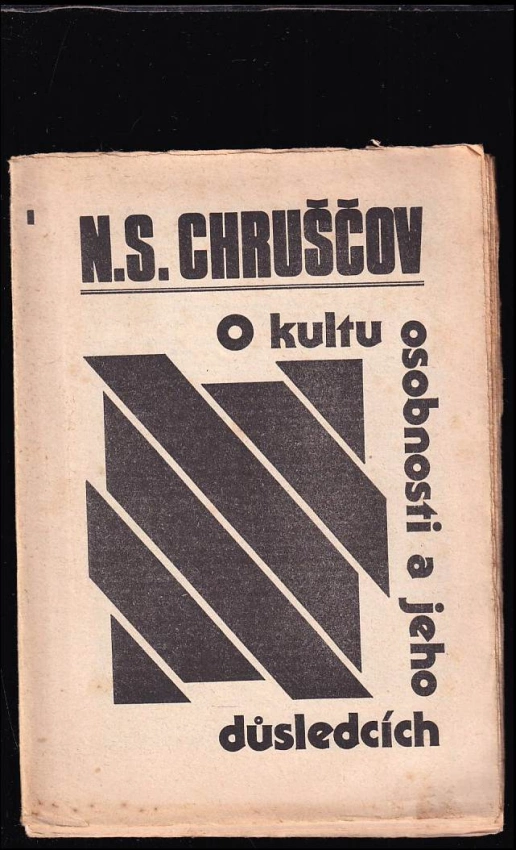 N.S. CHRUŠČOV
O kultu
osobnosti a jeho
důsledcích